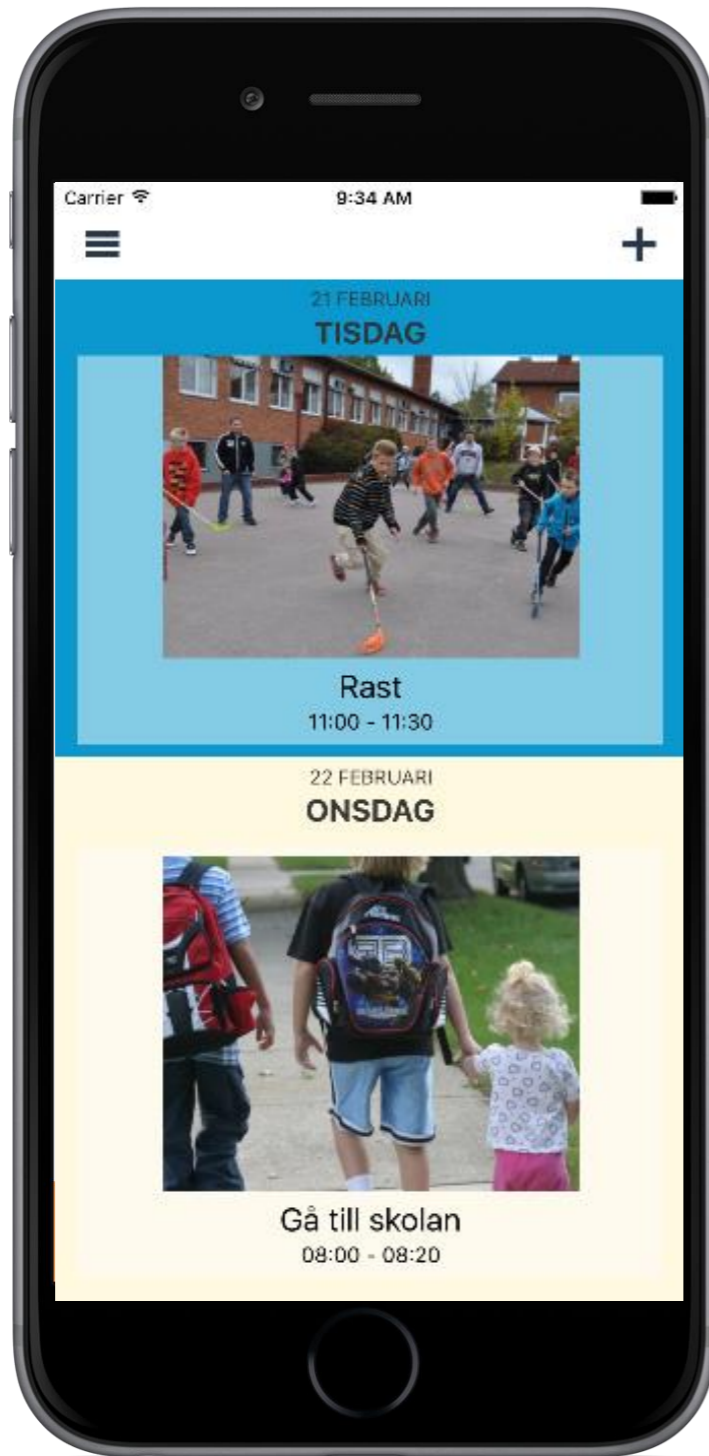 Carrier
9:34 AM
21 FEBRUARI
TISDAG
Rast
11:00 - 11:30
22 FEBRUARI
ONSDAG
Gå till skolan
08:00 - 08:20